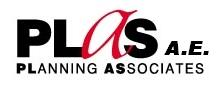 PLaS A.E.
PLANNING ASSOCIATES